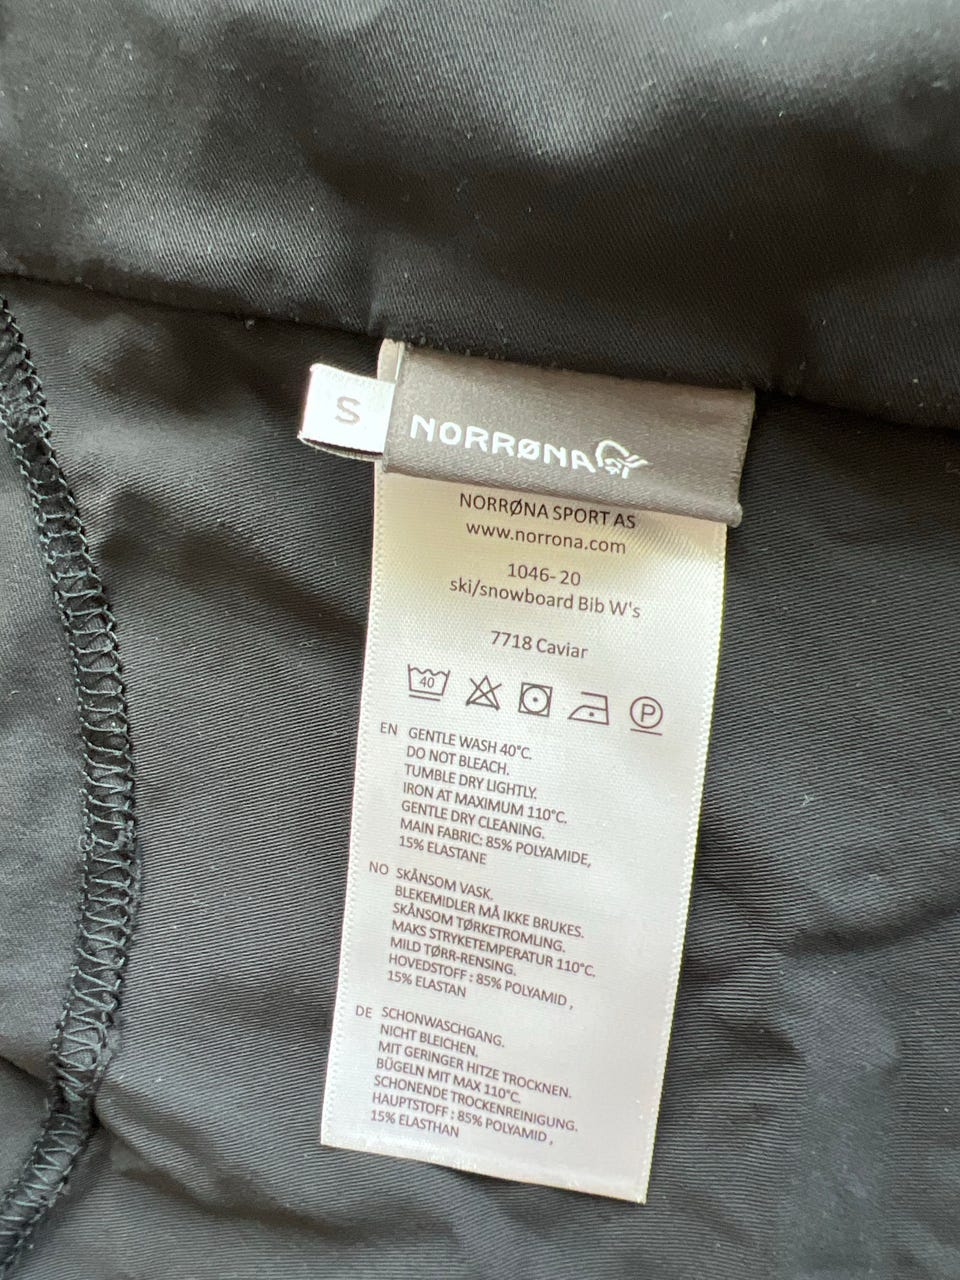 S
NORRØNA
NORRØNA SPORT AS
www.norrona.com
1046-20
ski/snowboard Bib W's
7718 Caviar
40
P
EN GENTLE WASH 40°C.
DO NOT BLEACH.
TUMBLE DRY LIGHTLY.
IRON AT MAXIMUM 110°C.
GENTLE DRY CLEANING.
MAIN FABRIC: 85% POLYAMIDE,
15% ELASTANE
NO SKÅNSOM VASK.
BLEKEMIDLER MÅ IKKE BRUKES.
SKÅNSOM TØRKETROMLING.
MAKS STRYKETEMPERATUR 110°C.
MILD TØRR-RENSING.
HOVEDSTOFF : 85% POLYAMID ,
15% ELASTAN
DE SCHONWASCHGANG.
NICHT BLEICHEN.
MIT GERINGER HITZE TROCKNEN.
BÜGELN MIT MAX 110°C.
SCHONENDE TROCKENREINIGUNG.
HAUPTSTOFF : 85% POLYAMID ,
15% ELASTHAN